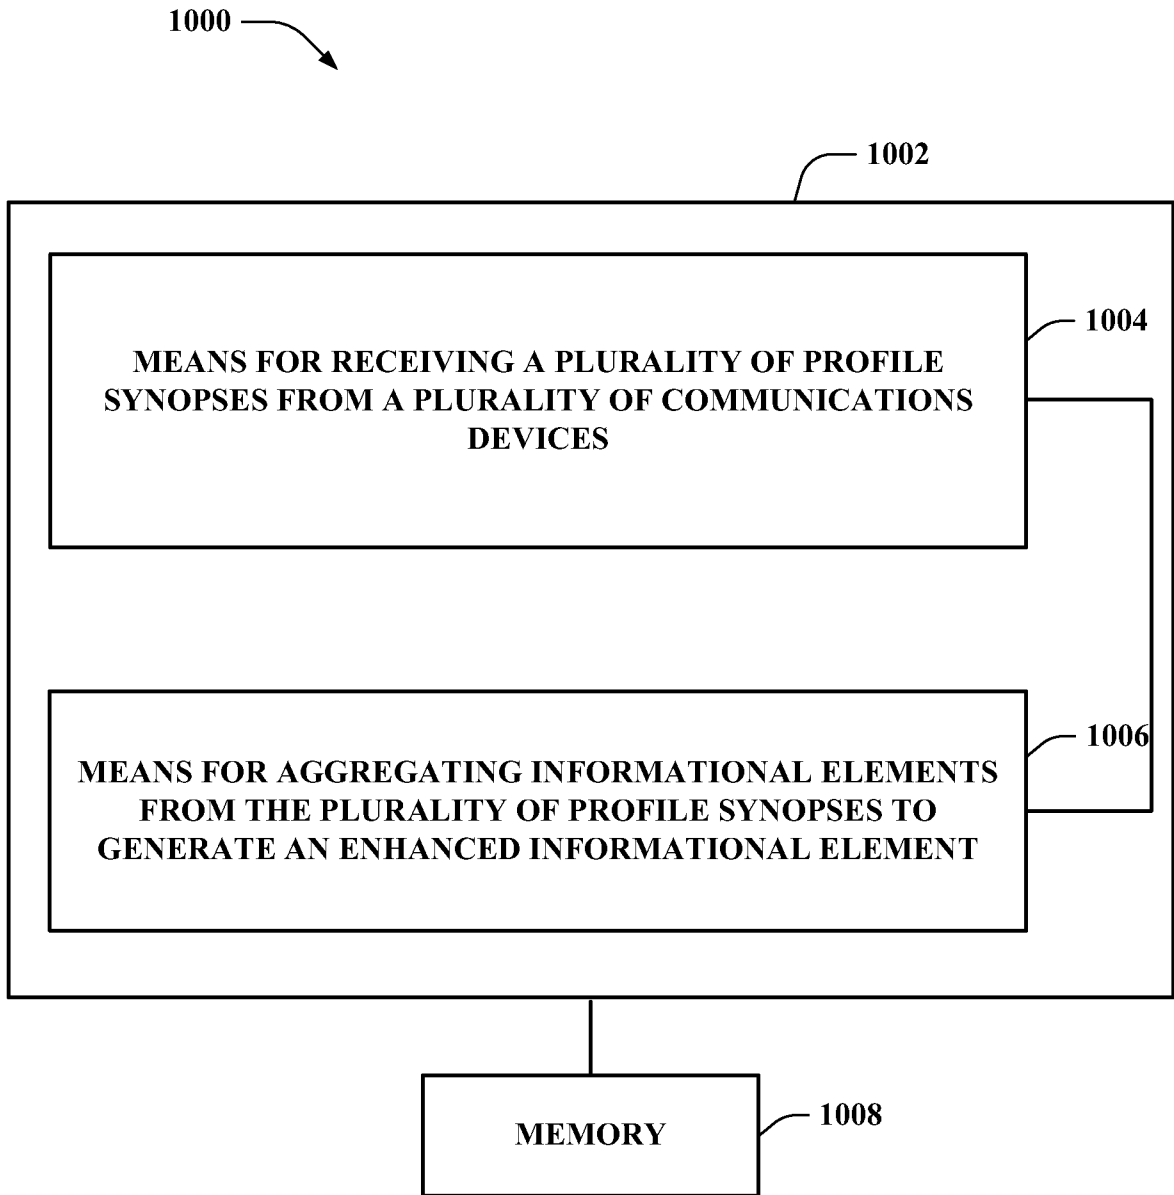 1000
1002
1004
MEANS FOR RECEIVING A PLURALITY OF PROFILE
SYNOPSES FROM A PLURALITY OF COMMUNICATIONS
DEVICES
1006
MEANS FOR AGGREGATING INFORMATIONAL ELEMENTS
FROM THE PLURALITY OF PROFILE SYNOPSES TO
GENERATE AN ENHANCED INFORMATIONAL ELEMENT
1008
MEMORY